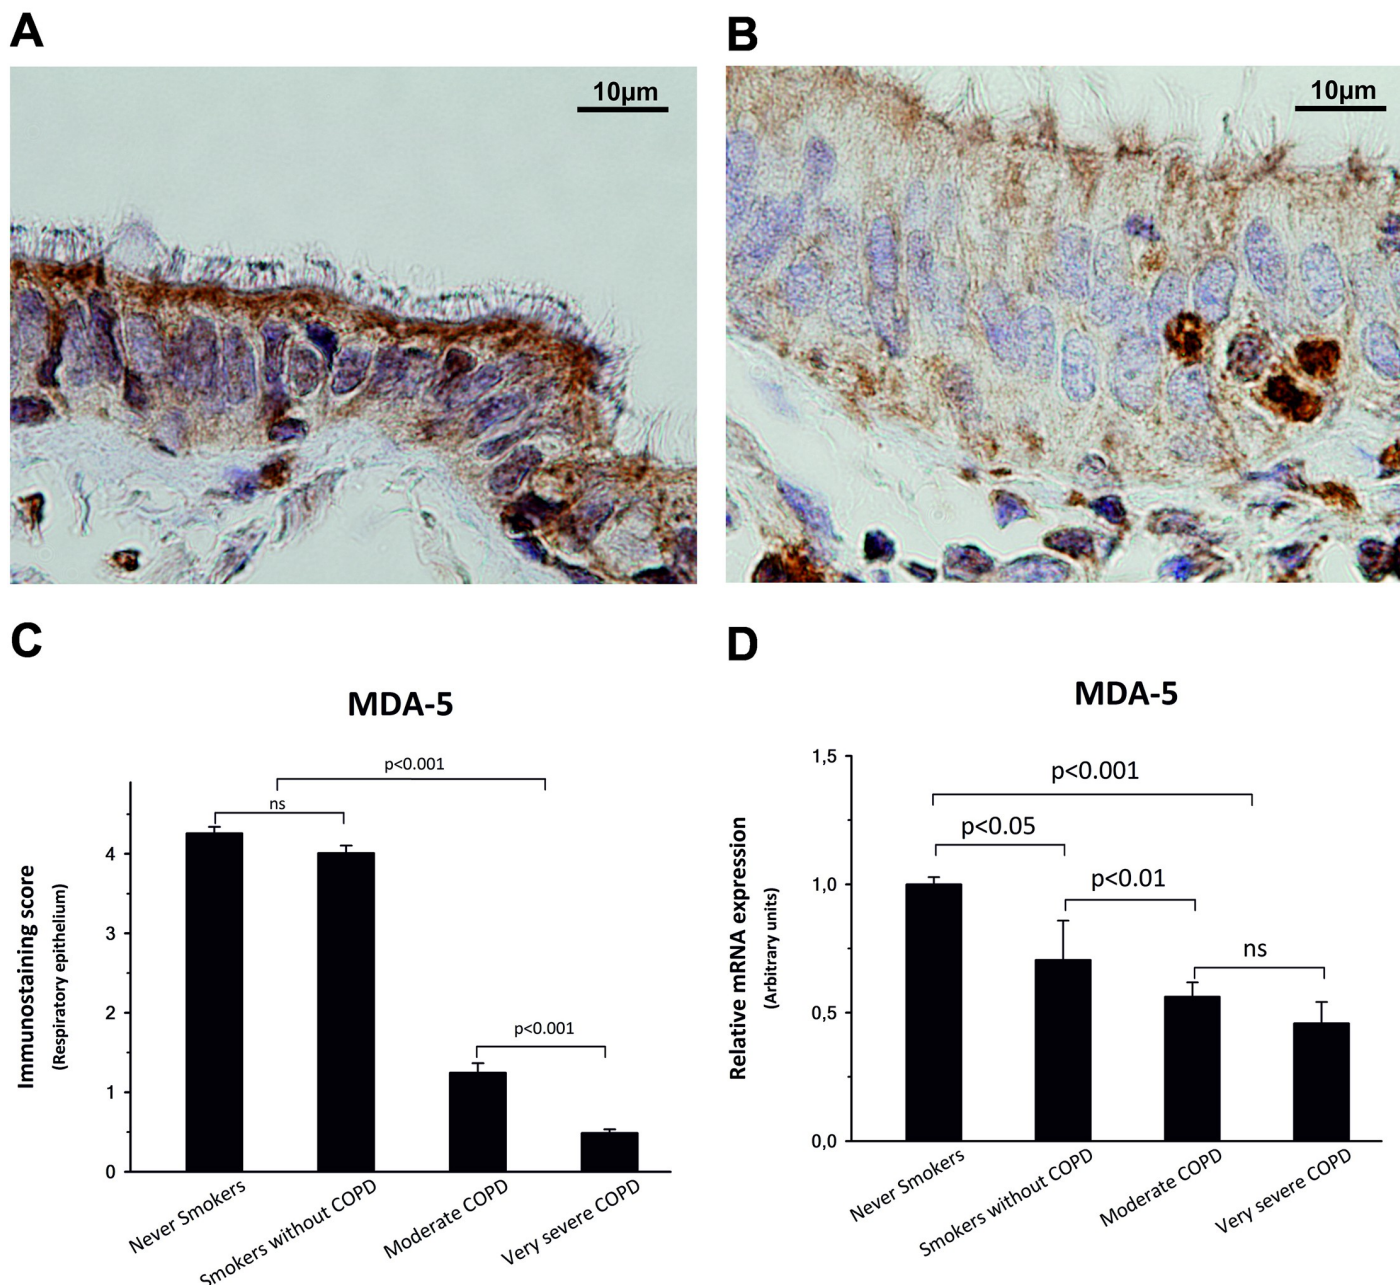 A
B
10μm
10μm
C
MDA-5
p<0.001
ns
p<0.001
4
3
2
1
0
Immunostaining score
(Respiratory epithelium)
Never Smokers
Smokers without COPD
Moderate COPD
Very severe COPD
D
MDA-5
1,5
1,0
0,5
0,0
p<0.001
p<0.05
p<0.01
ns
Relative mRNA expression
(Arbitrary units)
Never Smokers
Smokers without COPD
Moderate COPD
Very severe COPD